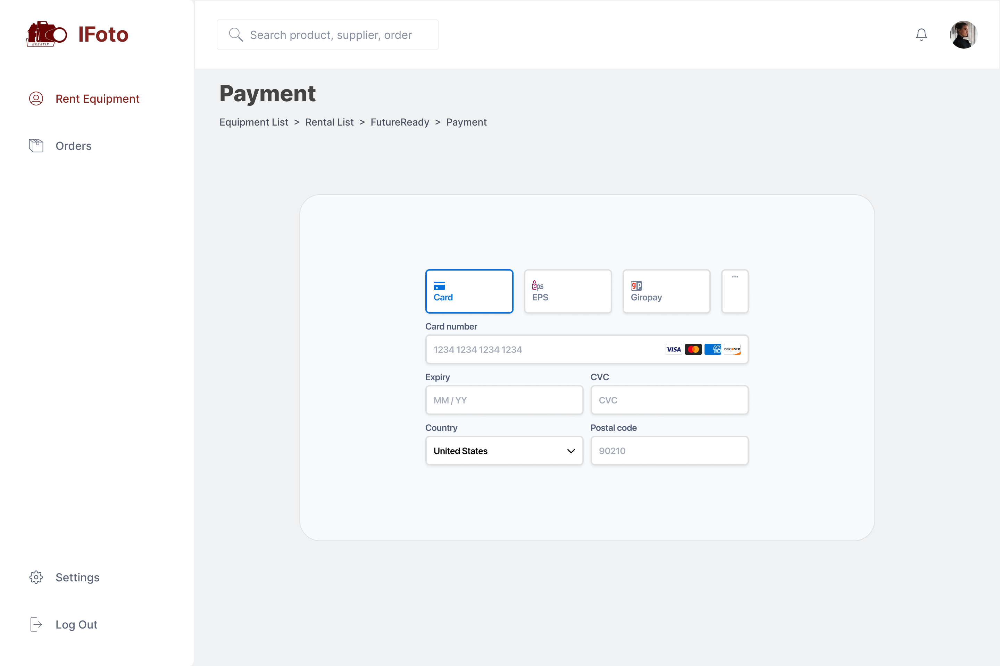 KREATIF
IFoto
Search product, supplier, order
Rent Equipment
Orders
Payment
Equipment List > Rental List > FutureReady > Payment
Card
eps
EPS
gp
Giropay
...
Card number
1234 1234 1234 1234
VISA
AM
EX
DISCOVER
Expiry
CVC
MM / YY
CVC
Country
Postal code
United States
90210
Settings
Log Out